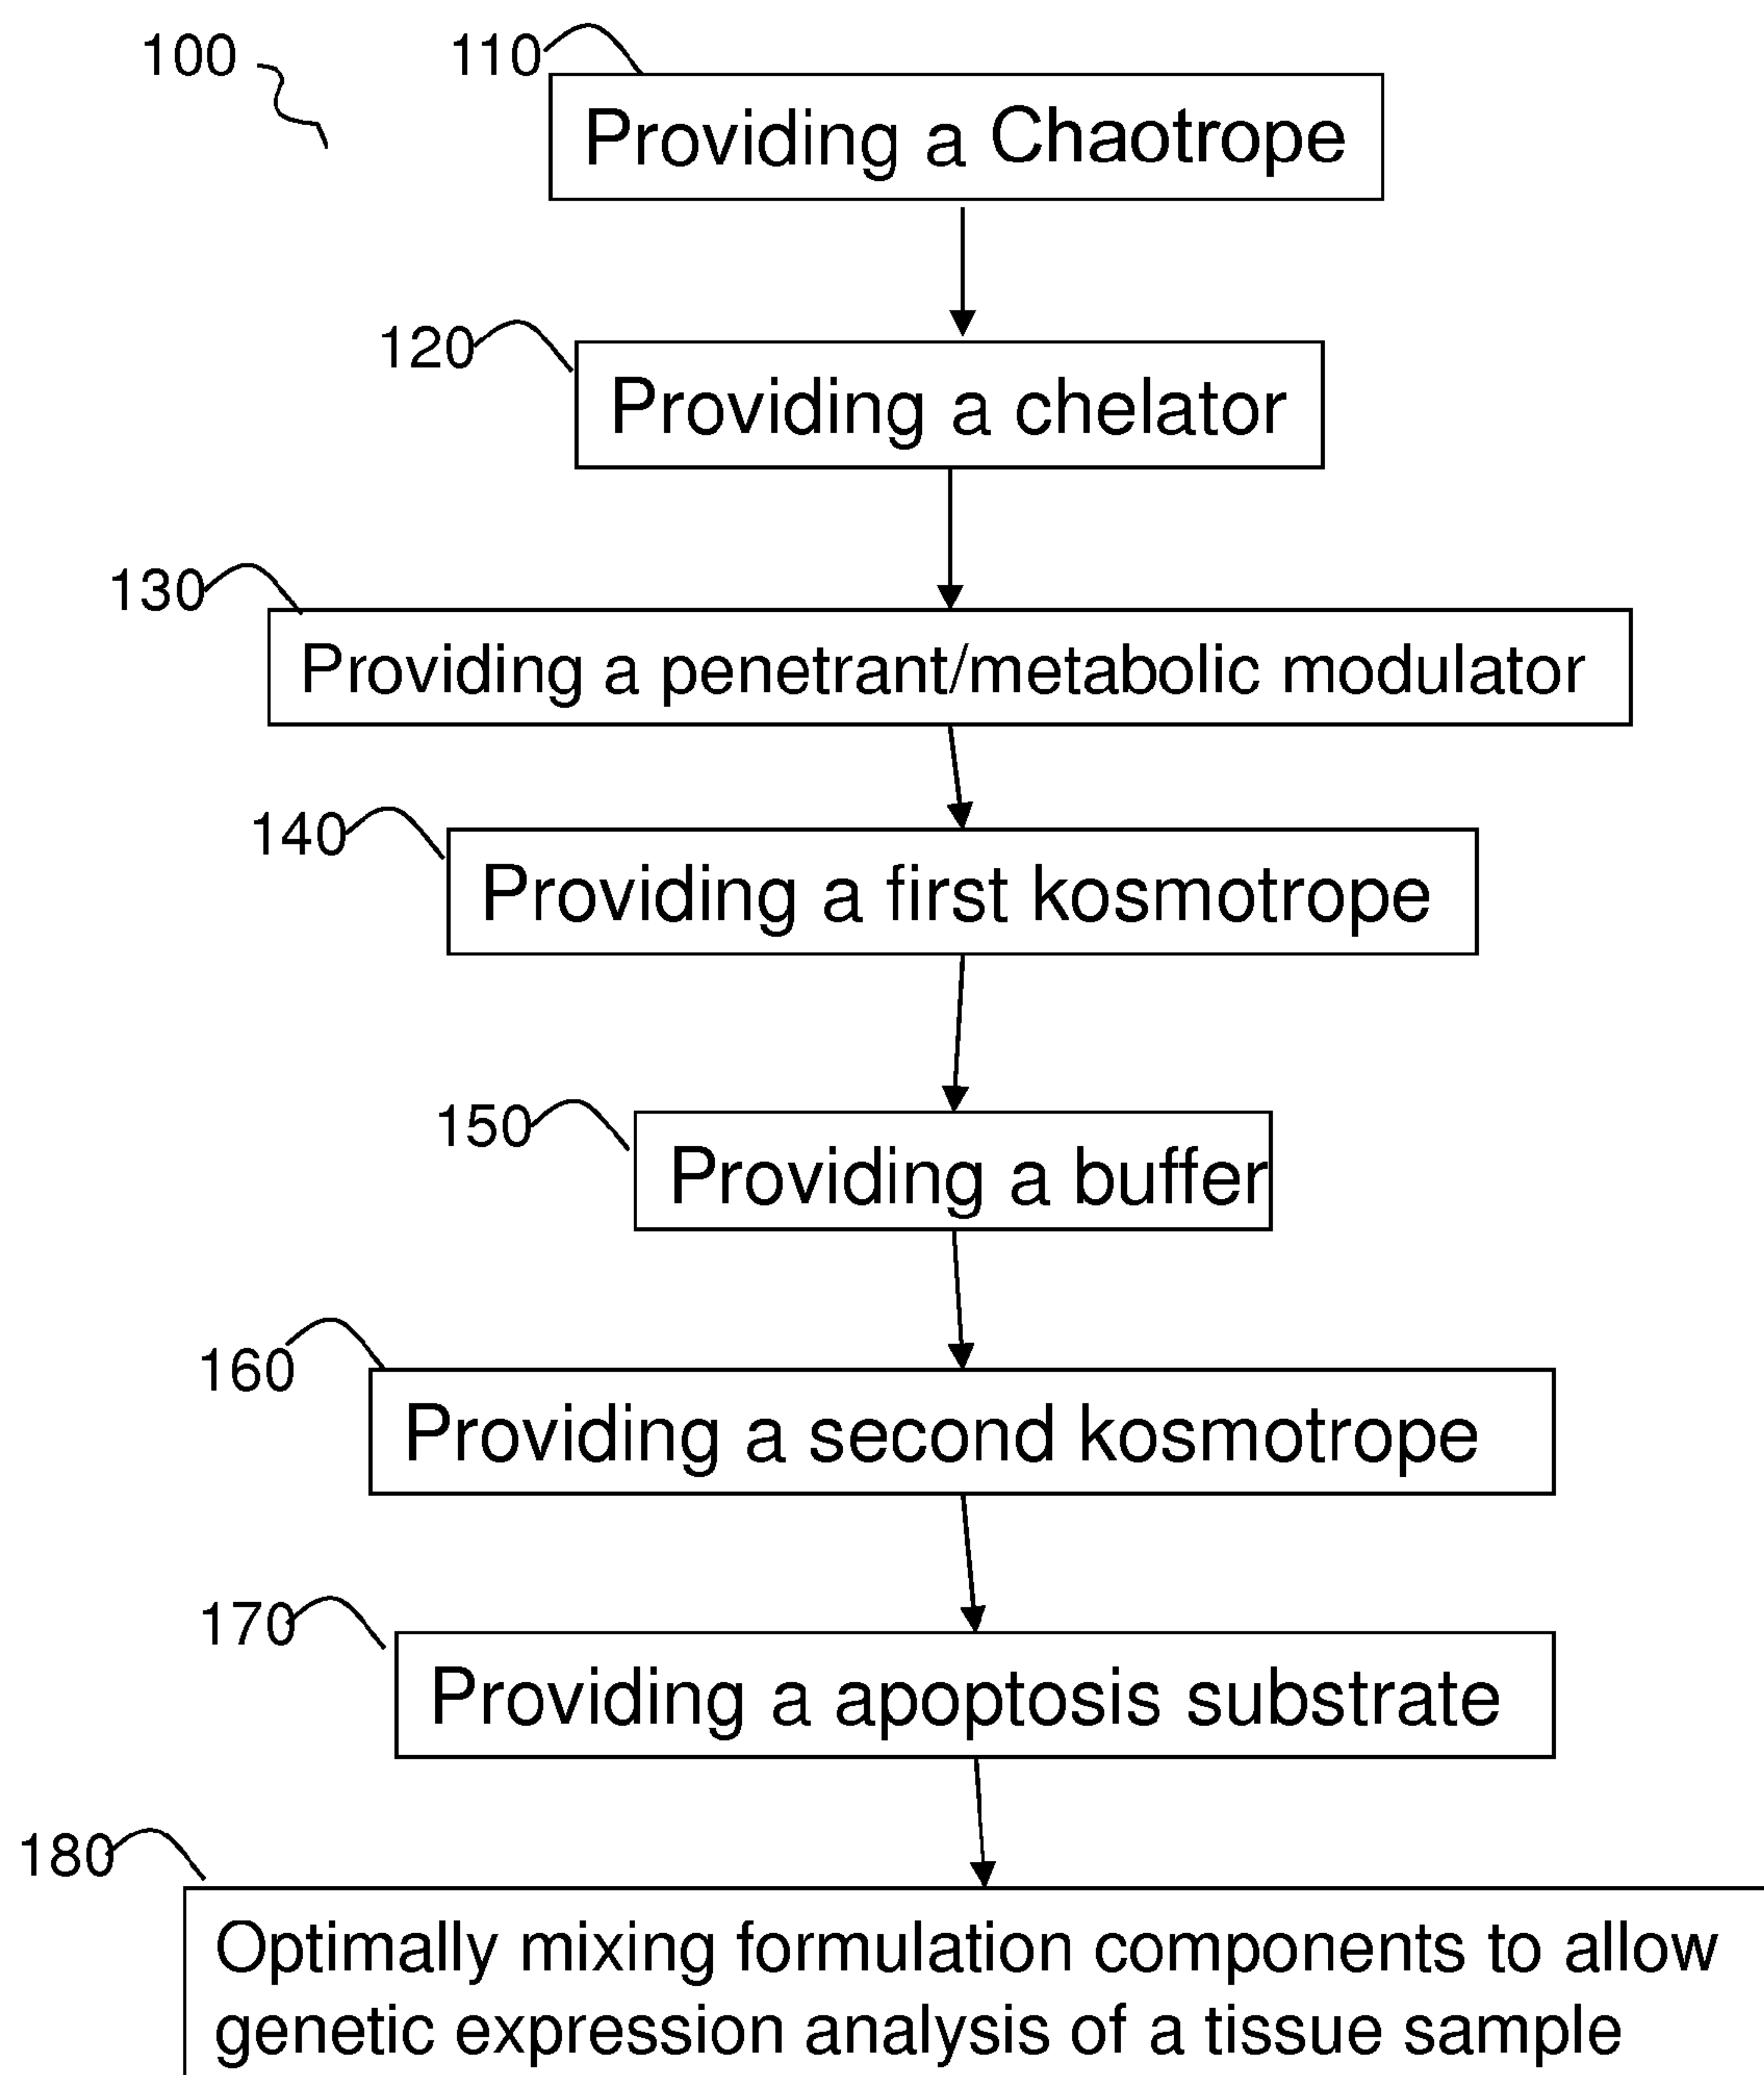 100
110
Providing a Chaotrope
120
Providing a chelator
130
Providing a penetrant/metabolic modulator
140
Providing a first kosmotrope
150
Providing a buffer
160
Providing a second kosmotrope
170
Providing a apoptosis substrate
180
Optimally mixing formulation components to allow
genetic expression analysis of a tissue sample